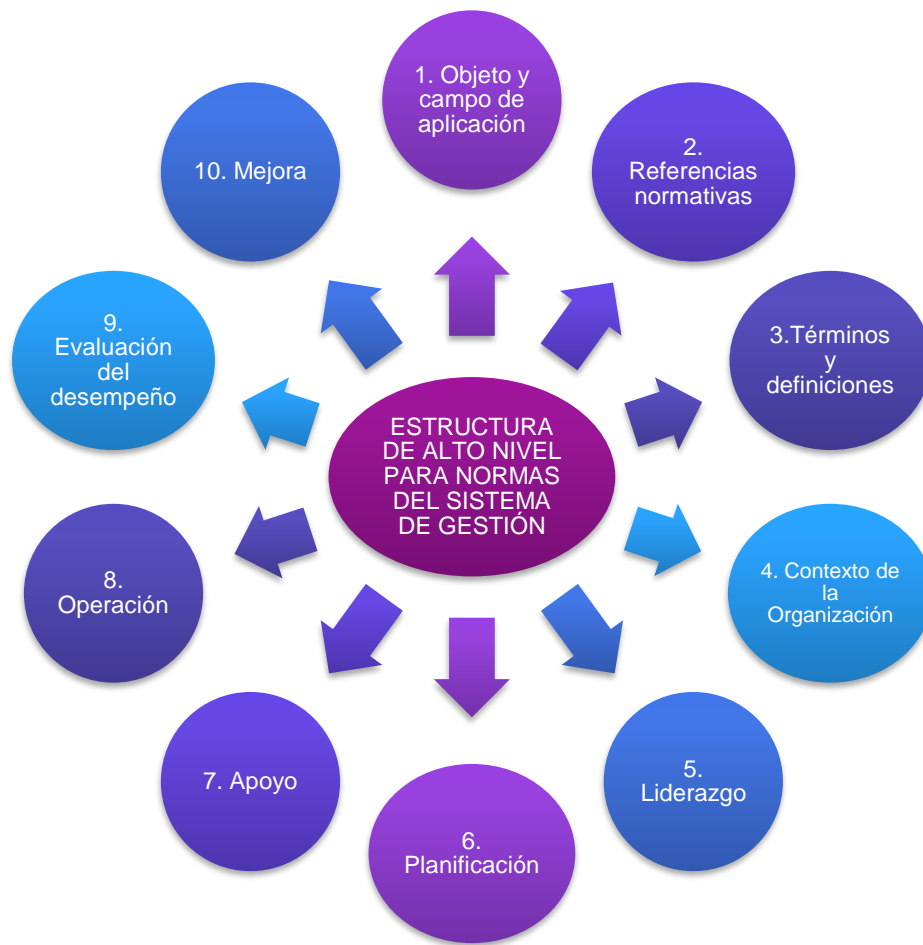 1. Objeto y
campo de
aplicación
2.
Referencias
normativas
3.Términos
y
definiciones
4. Contexto de
la
Organización
5.
Liderazgo
6.
Planificación
7. Apoyo
8.
Operación
9.
Evaluación
del
desempeño
10. Mejora
ESTRUCTURA
DE ALTO NIVEL
PARA NORMAS
DEL SISTEMA
DE GESTIÓN